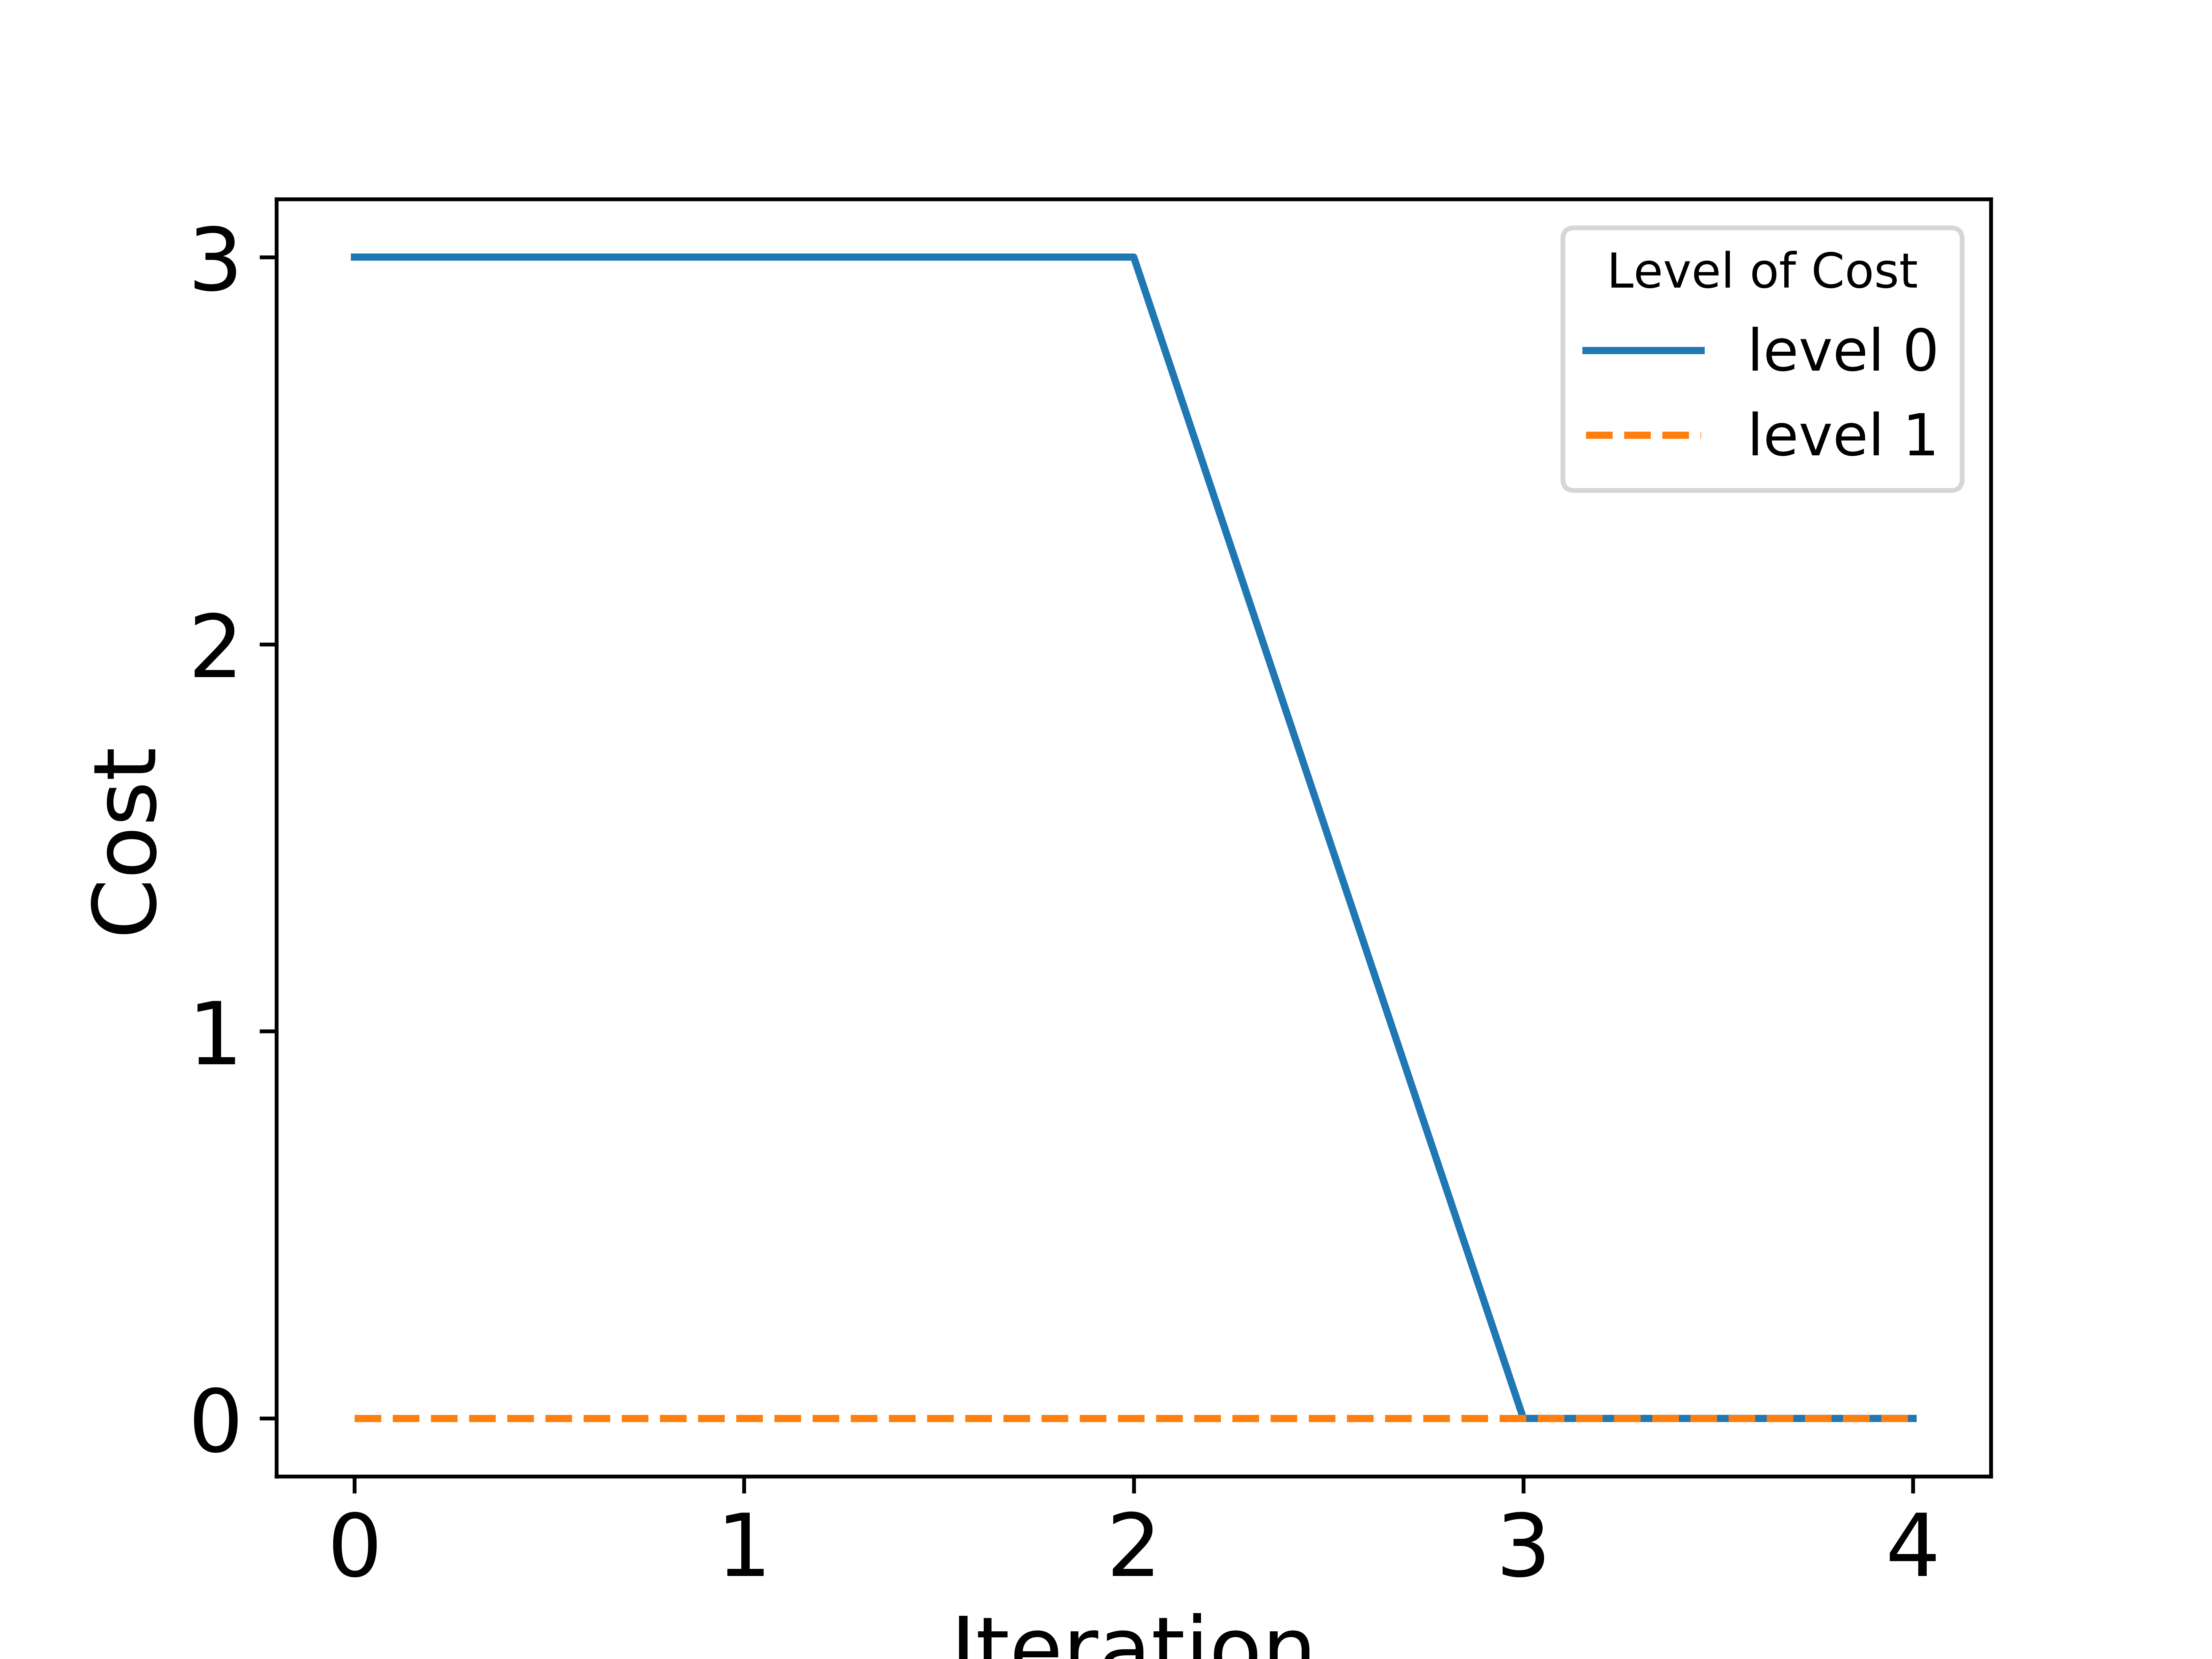 Level of Cost
level 0
level 1
3
2
1
0
Cost
0 1 2 3 4
Iteration